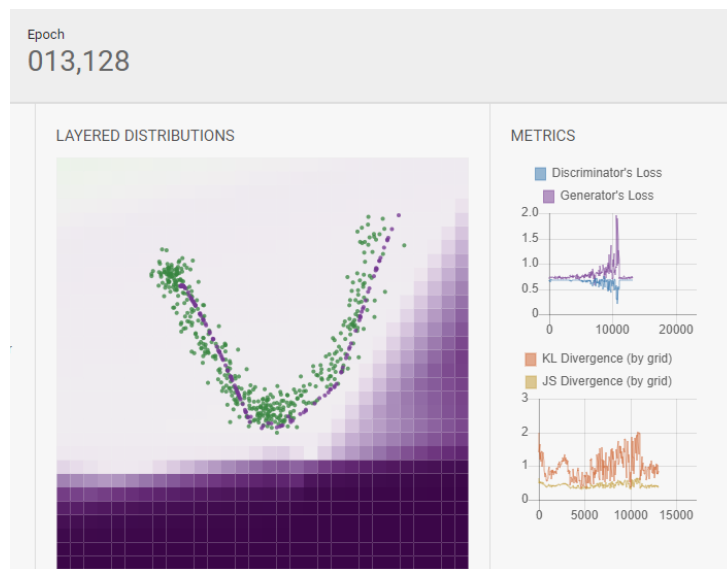 Epoch
013,128
LAYERED DISTRIBUTIONS
METRICS
Discriminator's Loss
Generator's Loss
2.0
1.5
1.0
0.5
0
0 10000 20000
KL Divergence (by grid)
JS Divergence (by grid)
3
2
1
0
0 5000 10000 15000